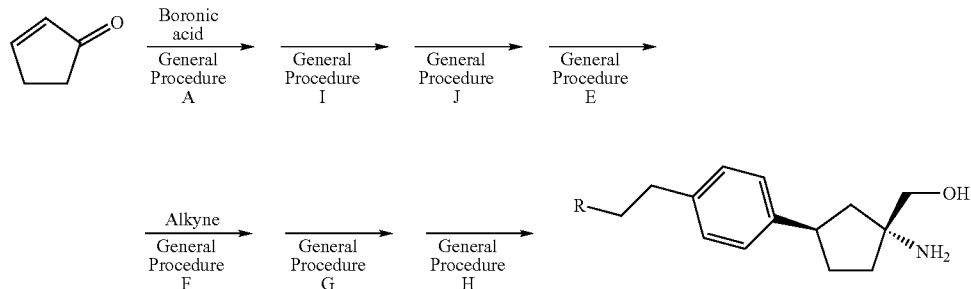 O
Boronic
acid
General
Procedure
A
General
Procedure
I
General
Procedure
J
General
Procedure
E
Alkyne
General
Procedure
F
General
Procedure
G
General
Procedure
H
R
OH
NH2